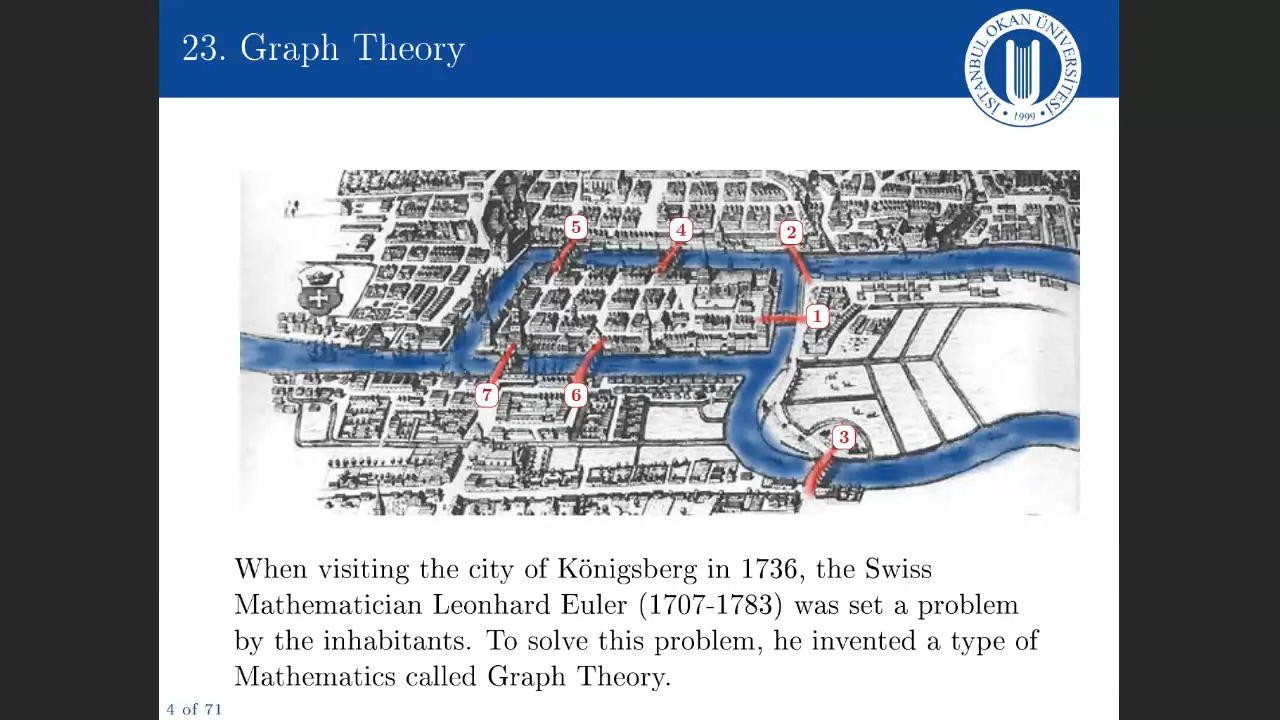 23. Graph Theory
İSTANBUL OKAN ÜNİVERSİTESİ
• 1999 •
5
4
2
1
7
6
3
When visiting the city of Königsberg in 1736, the Swiss
Mathematician Leonhard Euler (1707-1783) was set a problem
by the inhabitants. To solve this problem, he invented a type of
Mathematics called Graph Theory.
4 of 71